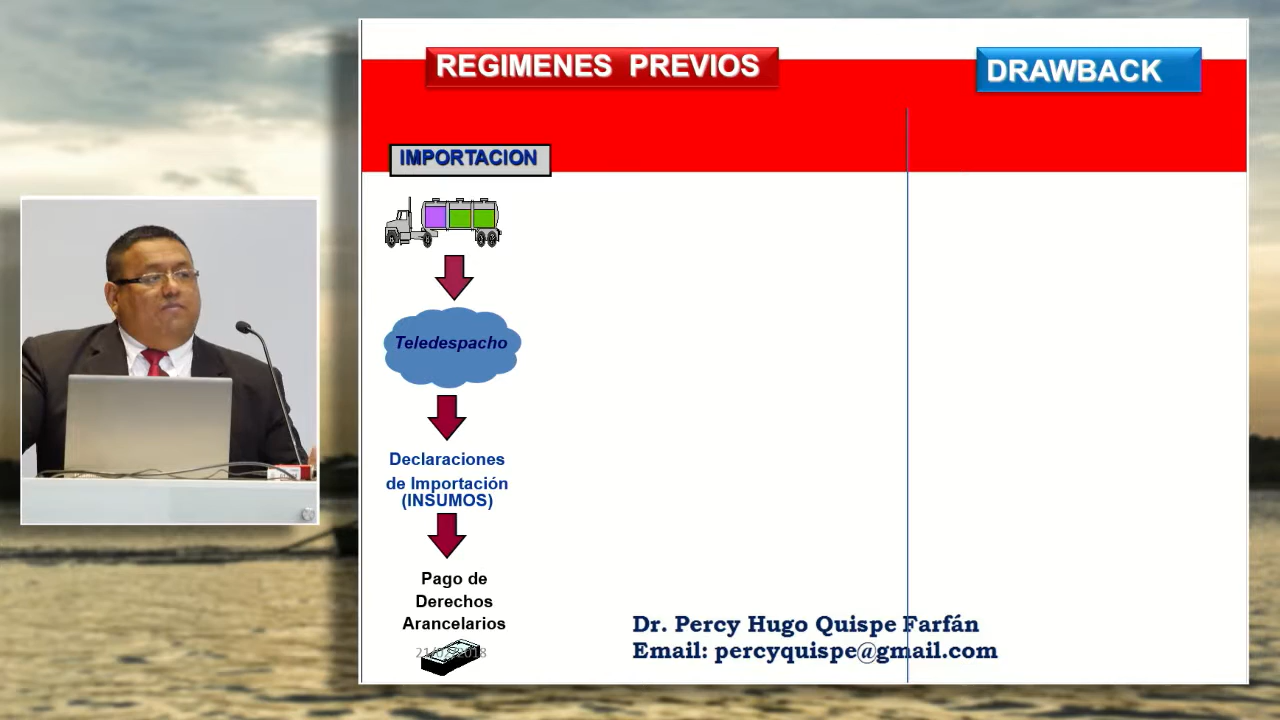 REGIMENES PREVIOS
DRAWBACK
IMPORTACION
Teledespacho
Declaraciones
de Importación
(INSUMOS)
Pago de
Derechos
Arancelarios
Dr. Percy Hugo Quispe Farfán
Email: percyquispe@gmail.com